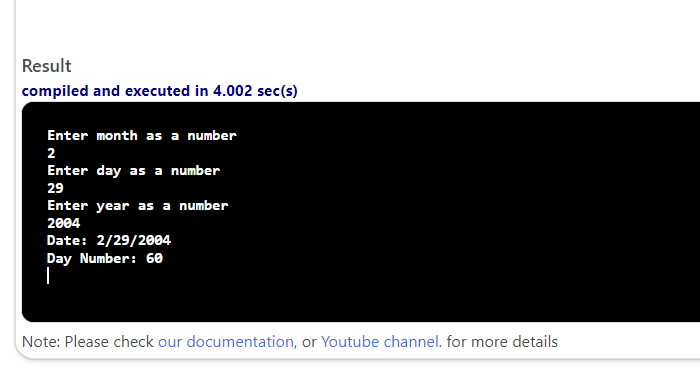 Result
compiled and executed in 4.002 sec(s)
Enter month as a number
2
Enter day as a number
29
Enter year as a number
2004
Date: 2/29/2004
Day Number: 60
Note: Please check our documentation, or Youtube channel. for more details